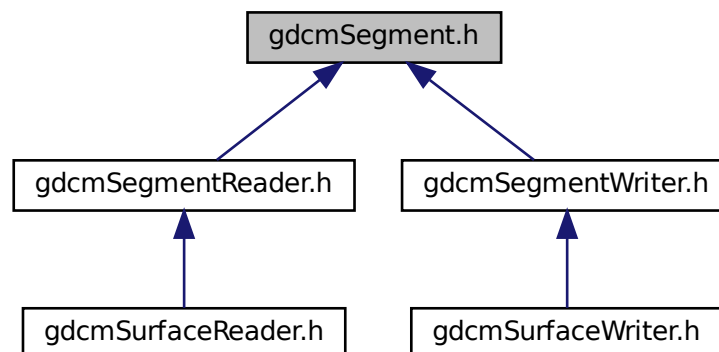 gdcmSegment.h
gdcmSegmentReader.h
gdcmSegmentWriter.h
gdcmSurfaceReader.h
gdcmSurfaceWriter.h